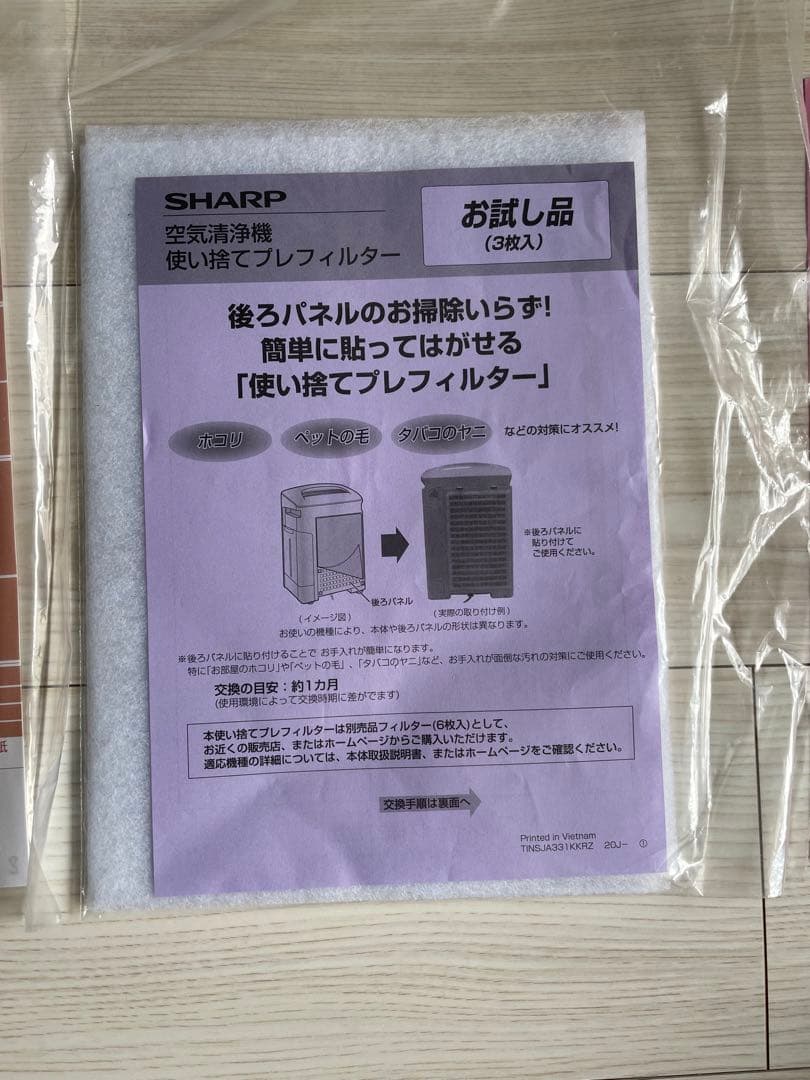 SHARP
空気清浄機
使い捨てプレフィルター
お試し品
(3枚入)
後ろパネルのお掃除いらず!
簡単に貼ってはがせる
「使い捨てプレフィルター」
ホコリ ペットの毛 タバコのヤニ などの対策にオススメ!
※後ろパネルに
貼り付けて
ご使用ください。
後ろパネル
(イメージ図) (実際の取り付け例)
お使いの機種により、本体や後ろパネルの形状は異なります。
※後ろパネルに貼り付けることで お手入れが簡単になります。
特に「お部屋のホコリ」や「ペットの毛」、「タバコのヤニ」など、お手入れが面倒な汚れの対策にご使用ください。
交換の目安:約1カ月
(使用環境によって交換時期に差がでます)
本使い捨てプレフィルターは別売品フィルター(6枚入)として、
お近くの販売店、またはホームページからご購入いただけます。
適応機種の詳細については、本体取扱説明書、またはホームページをご確認ください。
交換手順は裏面へ
Printed in Vietnam
TINSJA331KKRZ 20J- ①
紙
2